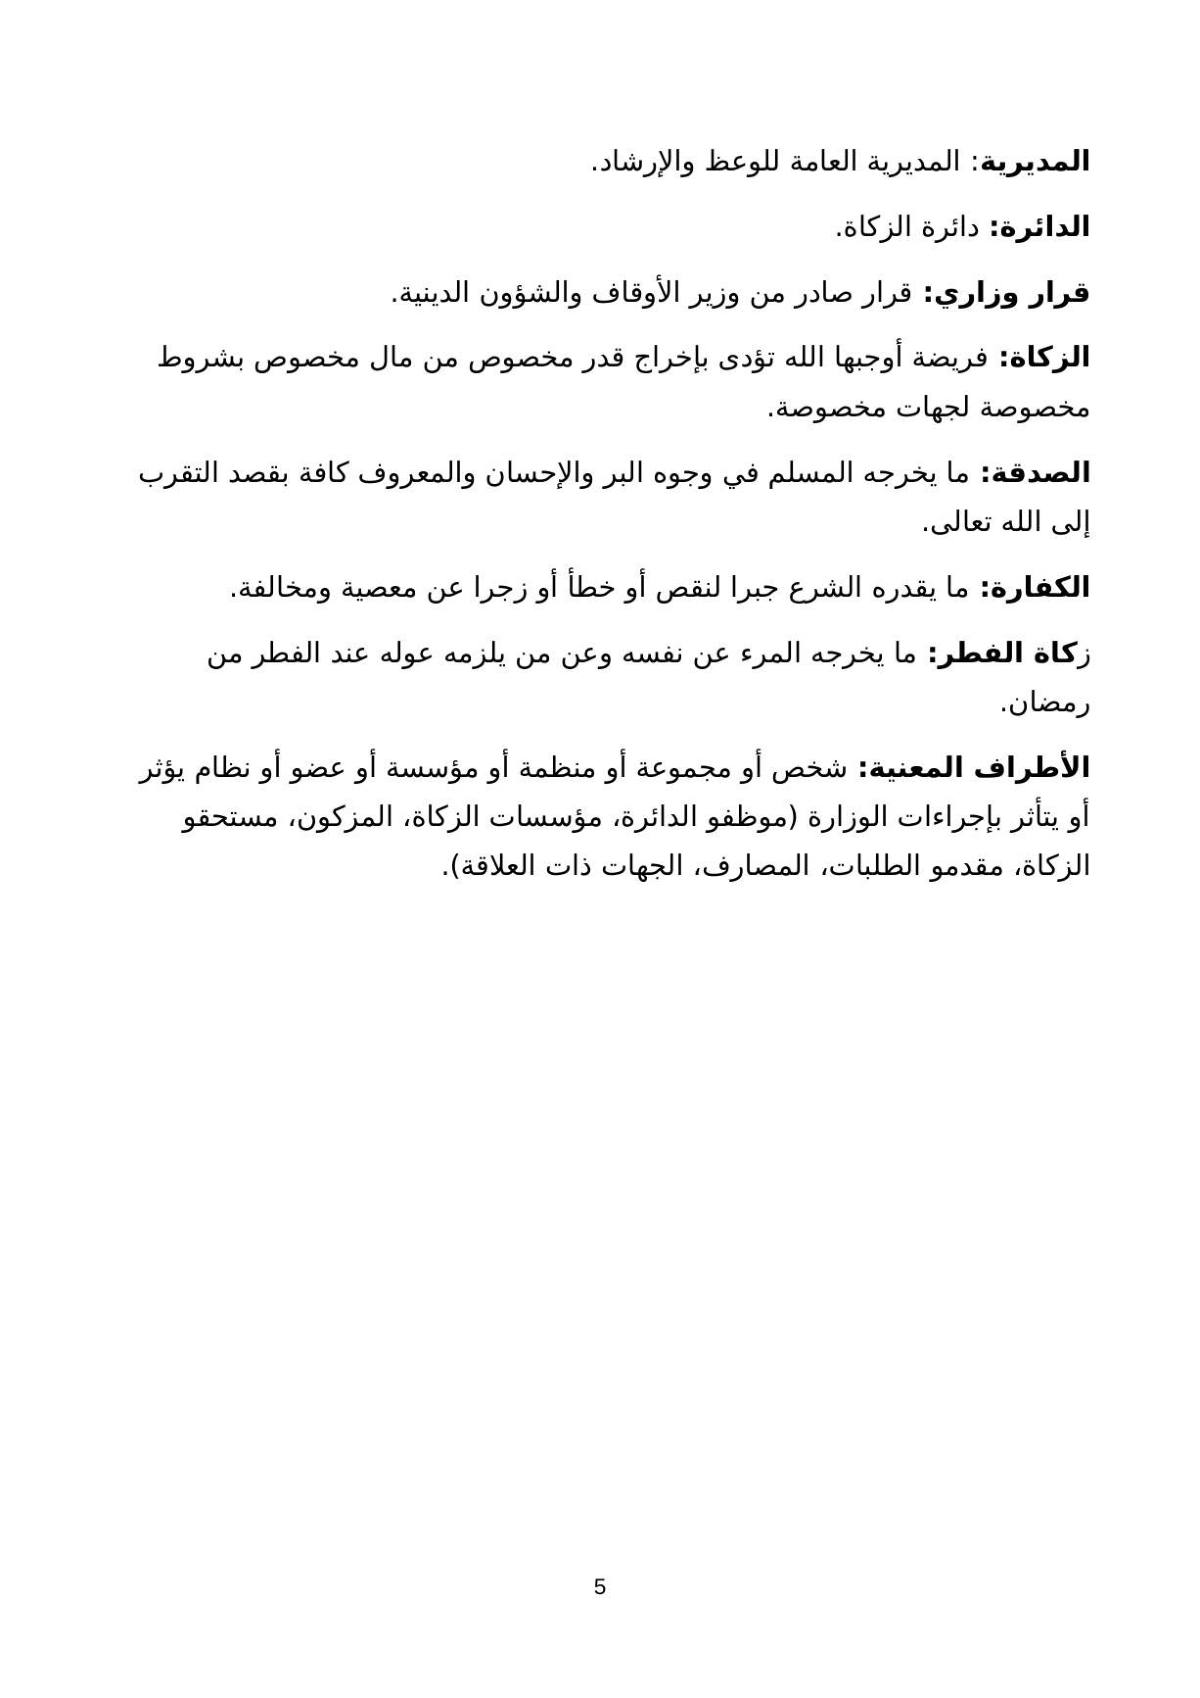 المديرية: المديرية العامة للوعظ والإرشاد.
الدائرة: دائرة الزكاة.
قرار وزاري: قرار صادر من وزير الأوقاف والشؤون الدينية.
الزكاة: فريضة أوجبها الله تؤدى بإخراج قدر مخصوص من مال مخصوص بشروط
مخصوصة لجهات مخصوصة.
الصدقة: ما يخرجه المسلم في وجوه البر والإحسان والمعروف كافة بقصد التقرب
إلى الله تعالى.
الكفارة: ما يقدره الشرع جبرا لنقص أو خطأ أو زجرا عن معصية ومخالفة.
زكاة الفطر: ما يخرجه المرء عن نفسه وعن من يلزمه عوله عند الفطر من
رمضان.
الأطراف المعنية: شخص أو مجموعة أو منظمة أو مؤسسة أو عضو أو نظام يؤثر
أو يتأثر بإجراءات الوزارة (موظفو الدائرة، مؤسسات الزكاة، المزكون، مستحقو
الزكاة، مقدمو الطلبات، المصارف، الجهات ذات العلاقة).
5